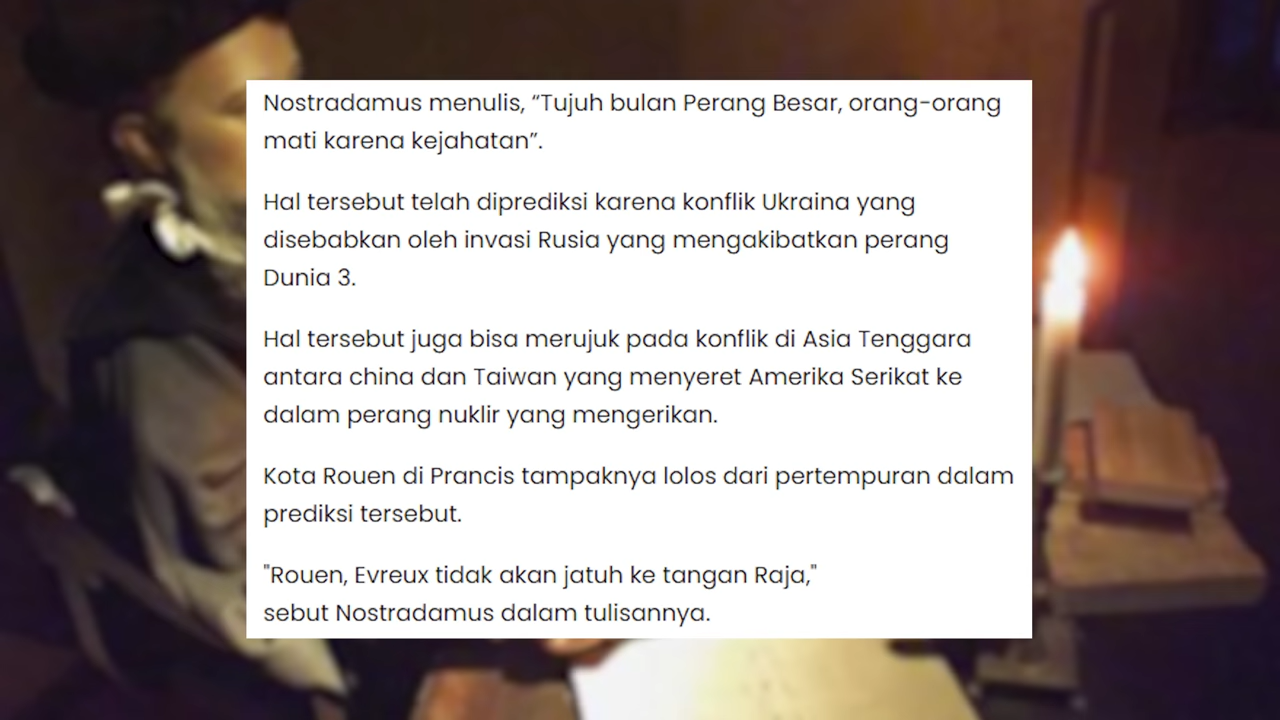 Nostradamus menulis, “Tujuh bulan Perang Besar, orang-orang
mati karena kejahatan”.
Hal tersebut telah diprediksi karena konflik Ukraina yang
disebabkan oleh invasi Rusia yang mengakibatkan perang
Dunia 3.
Hal tersebut juga bisa merujuk pada konflik di Asia Tenggara
antara china dan Taiwan yang menyeret Amerika Serikat ke
dalam perang nuklir yang mengerikan.
Kota Rouen di Prancis tampaknya lolos dari pertempuran dalam
prediksi tersebut.
"Rouen, Evreux tidak akan jatuh ke tangan Raja,"
sebut Nostradamus dalam tulisannya.